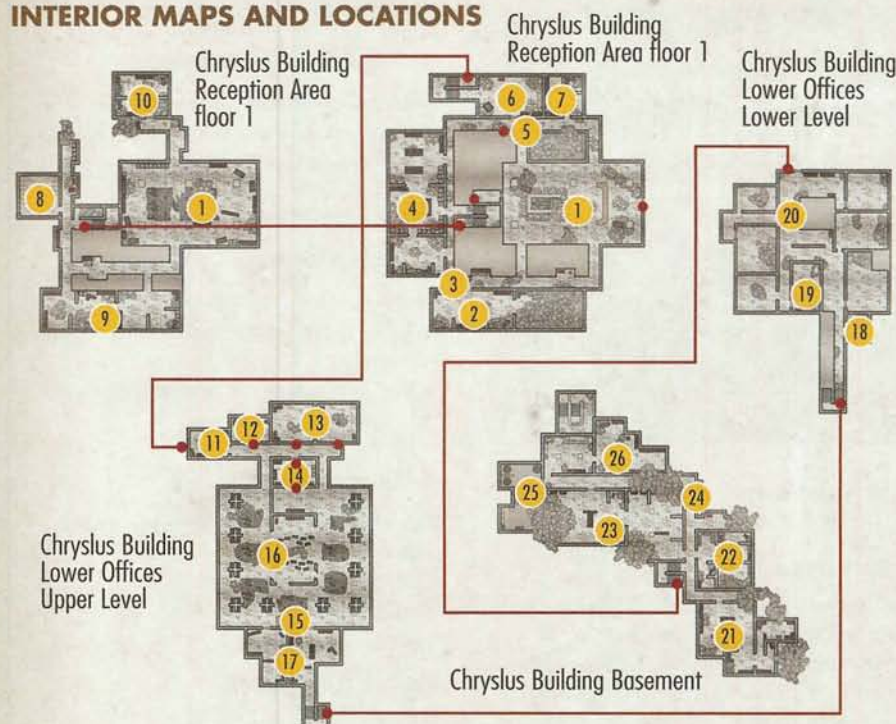 INTERIOR MAPS AND LOCATIONS
Chryslus Building
Reception Area
floor 1
10
8
1
9
Chryslus Building
Reception Area floor 1
6
7
5
4
1
3
2
Chryslus Building
Lower Offices
Lower Level
20
19
18
13
12
11
14
16
15
17
Chryslus Building
Lower Offices
Upper Level
26
25
24
23
22
21
Chryslus Building Basement